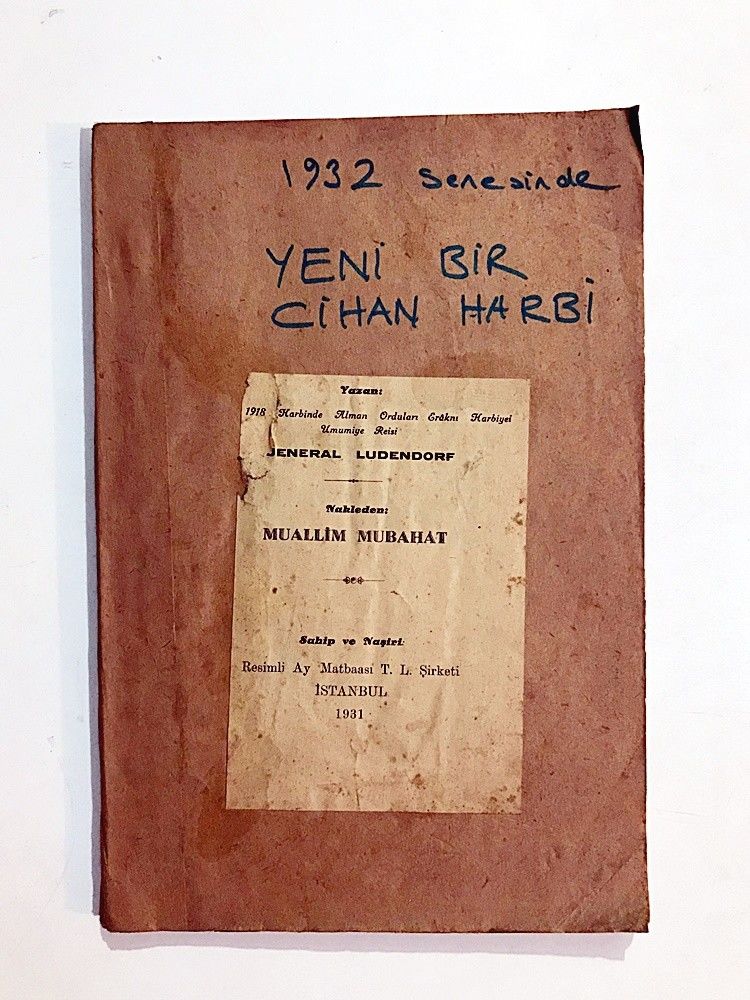 1932 senesinde
YENİ BİR
CİHAN HARBİ
Yazan:
1918 Harbinde Alman Orduları Erâknı Harbiyei
Umumiye Reisi
JENERAL LUDENDORF
Nakleden:
MUALLİM MUBAHAT
Sahip ve Naşiri:
Resimli Ay Matbaası T. L. Şirketi
İSTANBUL
1931